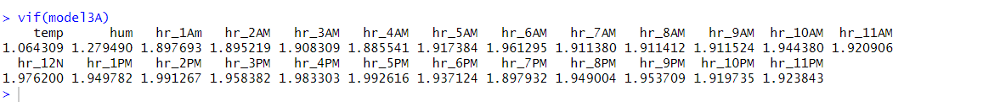 > vif(model3A)
temp hum hr_1Am hr_2AM hr_3AM hr_4AM hr_5AM hr_6AM hr_7AM hr_8AM hr_9AM hr_10AM hr_11AM
1.064309 1.279490 1.897693 1.895219 1.908309 1.885541 1.917384 1.961295 1.911380 1.911412 1.911524 1.944380 1.920906
hr_12N hr_1PM hr_2PM hr_3PM hr_4PM hr_5PM hr_6PM hr_7PM hr_8PM hr_9PM hr_10PM hr_11PM
1.976200 1.949782 1.991267 1.958382 1.983303 1.992616 1.937124 1.897932 1.949004 1.953709 1.919735 1.923843
>